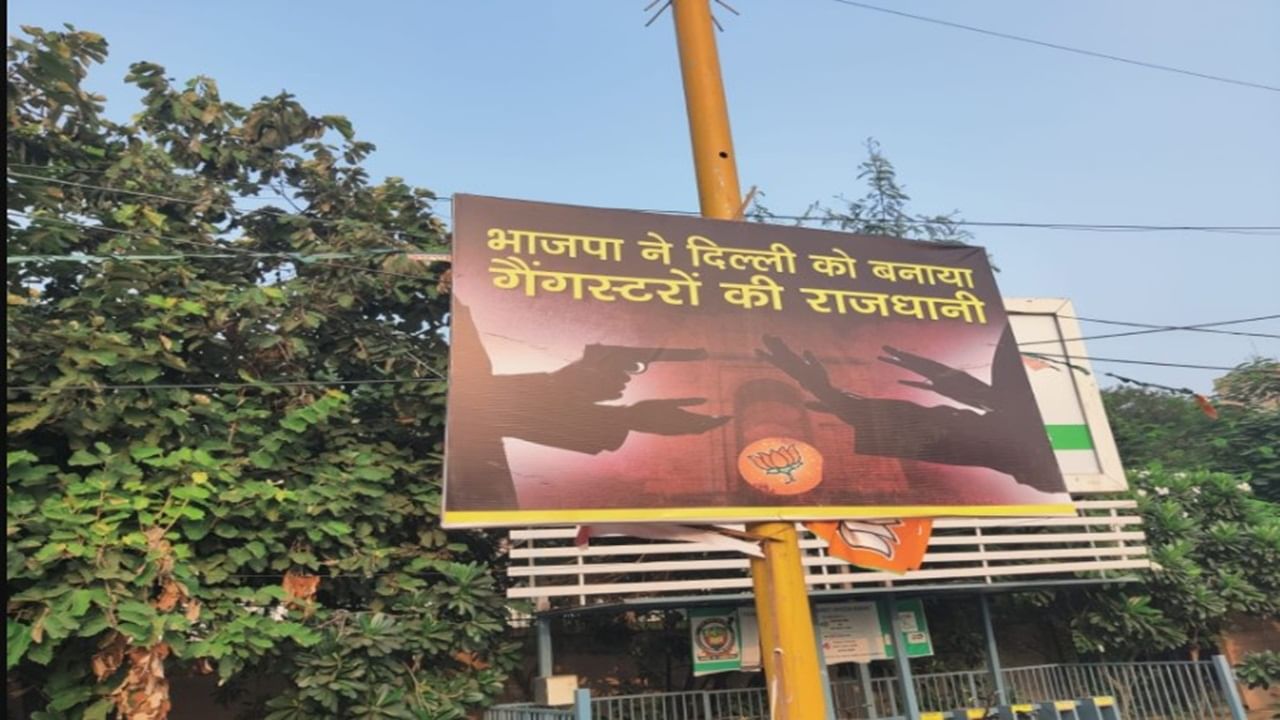 भाजपा ने दिल्ली को बनाया
गैंगस्टरों की राजधानी